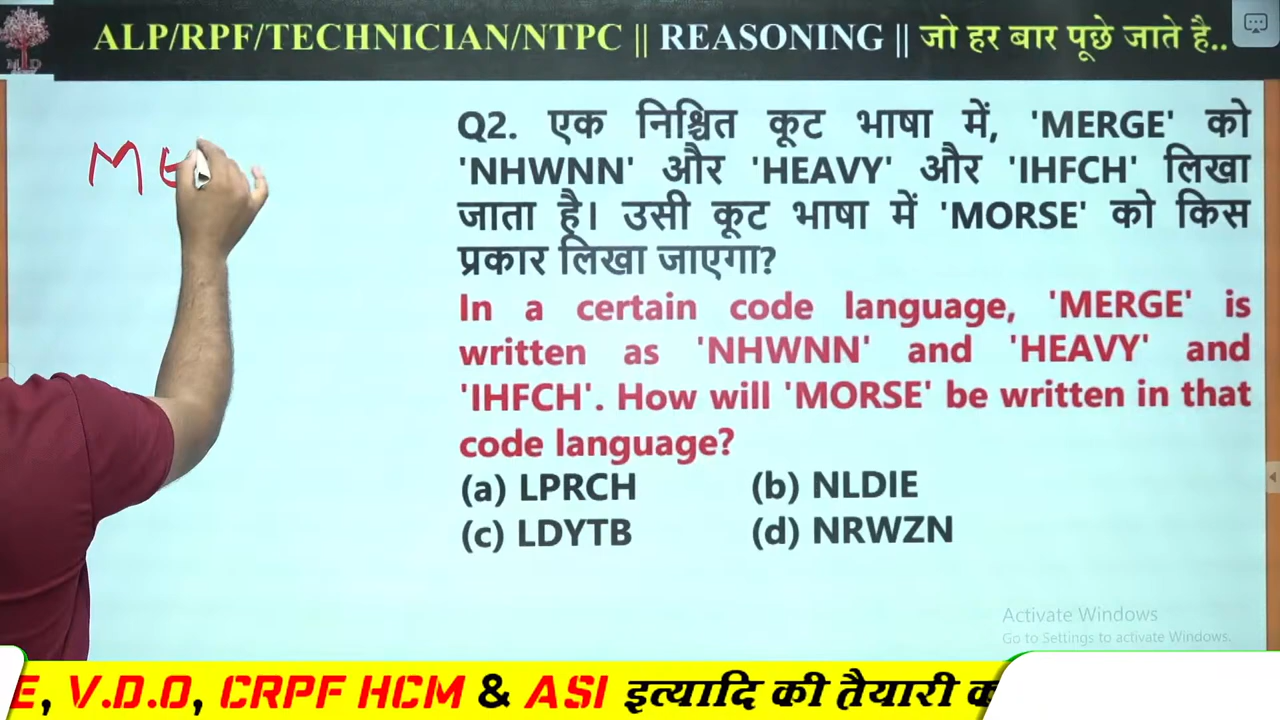 ALP/RPF/TECHNICIAN/NTPC || REASONING || जो हर बार पूछे जाते है..
M E
Q2. एक निश्चित कूट भाषा में, 'MERGE' को
'NHWNN' और 'HEAVY' और 'IHFCH' लिखा
जाता है। उसी कूट भाषा में 'MORSE' को किस
प्रकार लिखा जाएगा?
In a certain code language, 'MERGE' is
written as 'NHWNN' and 'HEAVY' and
'IHFCH'. How will 'MORSE' be written in that
code language?
(a) LPRCH (b) NLDIE
(c) LDYTB (d) NRWZN
Activate Windows
Go to Settings to activate Windows.
E, V.D.O, CRPF HCM & ASI इत्यादि की तैयारी क